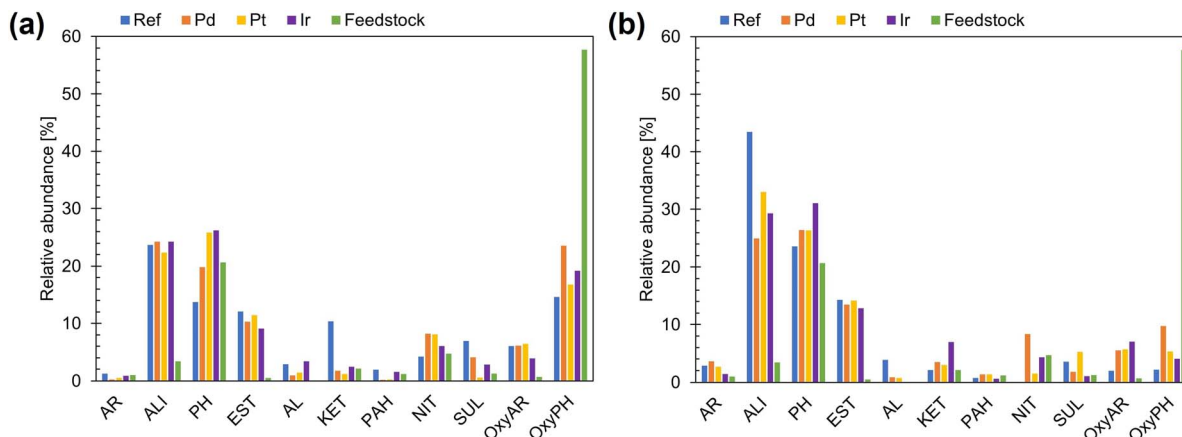 (a)
Ref Pd Pt Ir Feedstock
Relative abundance [%]
60
50
40
30
20
10
0
AR ALI PH EST AL KET PAH NIT SUL OxyAR OxyPH
(b)
Ref Pd Pt Ir Feedstock
Relative abundance [%]
60
50
40
30
20
10
0
AR ALI PH EST AL KET PAH NIT SUL OxyAR OxyPH